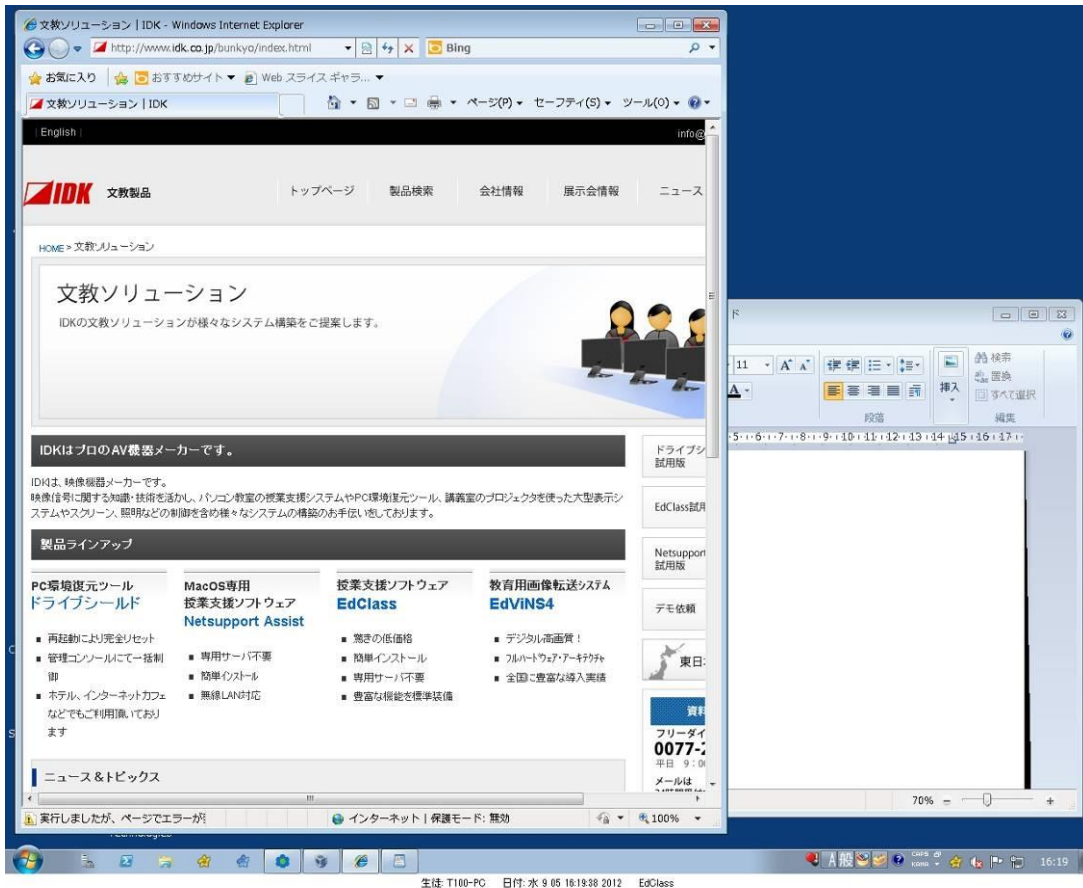 文教ソリューション | IDK - Windows Internet Explorer
http://www.idk.co.jp/bunkyo/index.html
Bing
お気に入り おすすめサイト▼ Web スライス ギャラ... ▼
文教ソリューション | IDK
ページ(P) セーフティ(S) ツール(O)
| English |
info@
IDK 文教製品
トップページ 製品検索 会社情報 展示会情報 ニュース
HOME > 文教ソリューション
文教ソリューション
IDKの文教ソリューションが様々なシステム構築をご提案します。
IDKはプロのAV機器メーカーです。
IDKは、映像機器メーカーです。
映像信号に関する知識・技術を活かし、パソコン教室の授業支援システムやPC環境復元ツール、講義室のプロジェクタを使った大型表示シ
ステムやスクリーン、照明などの制御を含め様々なシステムの構築のお手伝いをしております。
製品ラインアップ
PC環境復元ツール
ドライブシールド
■ 再起動により完全リセット
■ 管理コンソールにて一括制
御
■ ホテル、インターネットカフェ
などでもご利用頂いており
ます
MacOS専用
授業支援ソフトウェア
Netsupport Assist
■ 専用サーバ不要
■ 簡単インストール
■ 無線LAN対応
授業支援ソフトウェア
EdClass
■ 驚きの低価格
■ 簡単インストール
■ 専用サーバ不要
■ 豊富な機能を標準装備
教育用画像転送システム
EdViNS4
■ デジタル高画質!
■ フルハードウェア・アーキテクチャ
■ 全国に豊富な導入実績
ニュース&トピックス
ドライブシ
試用版
EdClass試用
Netsupport
試用版
デモ依頼
東日
資料
フリーダイ
0077-2
平日 9:00
メールは
実行しましたが、ページでエラーが
インターネット | 保護モード: 無効
100%
ド
11
A A
A
挿入
検索
置換
すべて選択
段落
編集
5 6 7 8 9 10 11 12 13 14 15 16 17
70%
A 般
CAPS
KANA
16:19
生徒: T100-PC 日付: 水 9 05 16:19:38 2012 EdClass